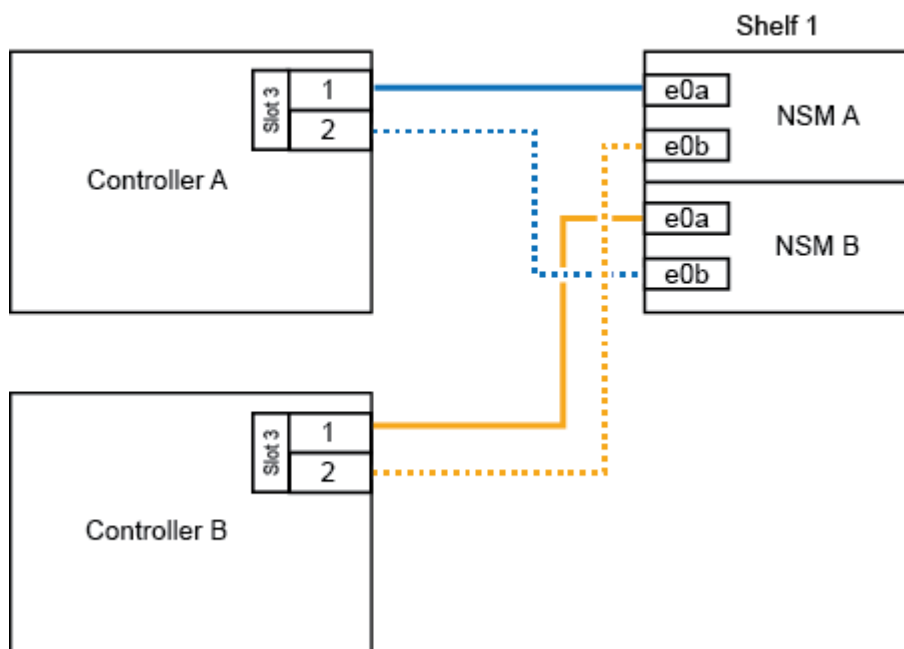 Shelf 1
Slot 3
1
2
Controller A
e0a
NSM A
e0b
e0a
NSM B
e0b
Slot 3
1
2
Controller B